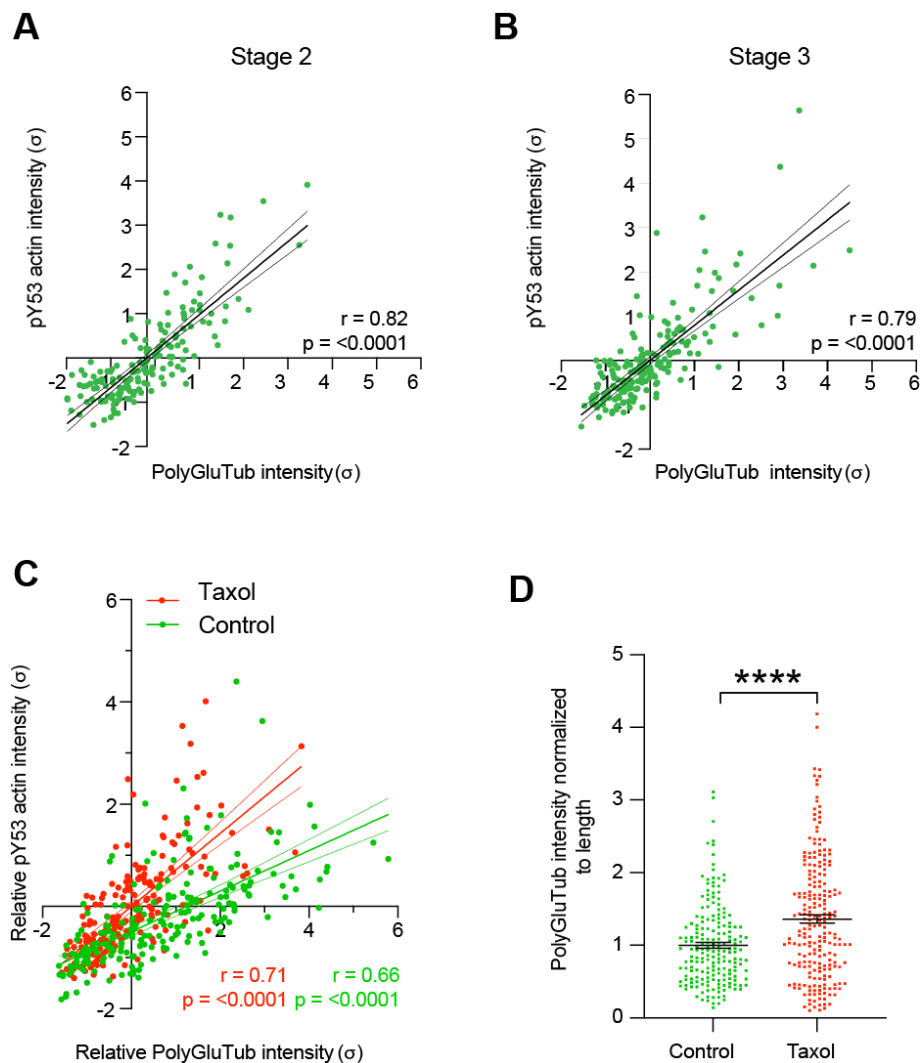 A
B
Stage 2
Stage 3
pY53 actin intensity (σ)
6
5
4
3
2
1
-1
-2
-2
-1
1
2
3
4
5
6
r = 0.82
p = <0.0001
PolyGluTub intensity (σ)
pY53 actin intensity (σ)
6
5
4
3
2
1
-2
-2
-1
1
2
3
4
5
6
r = 0.79
p = <0.0001
PolyGluTub intensity (σ)
C
Taxol
Control
Relative pY53 actin intensity (σ)
6
4
2
-2
-2
2
4
6
r = 0.71
p = <0.0001
r = 0.66
p = <0.0001
Relative PolyGluTub intensity (σ)
D
PolyGluTub intensity normalized
to length
5
4
3
2
1
0
****
Control
Taxol